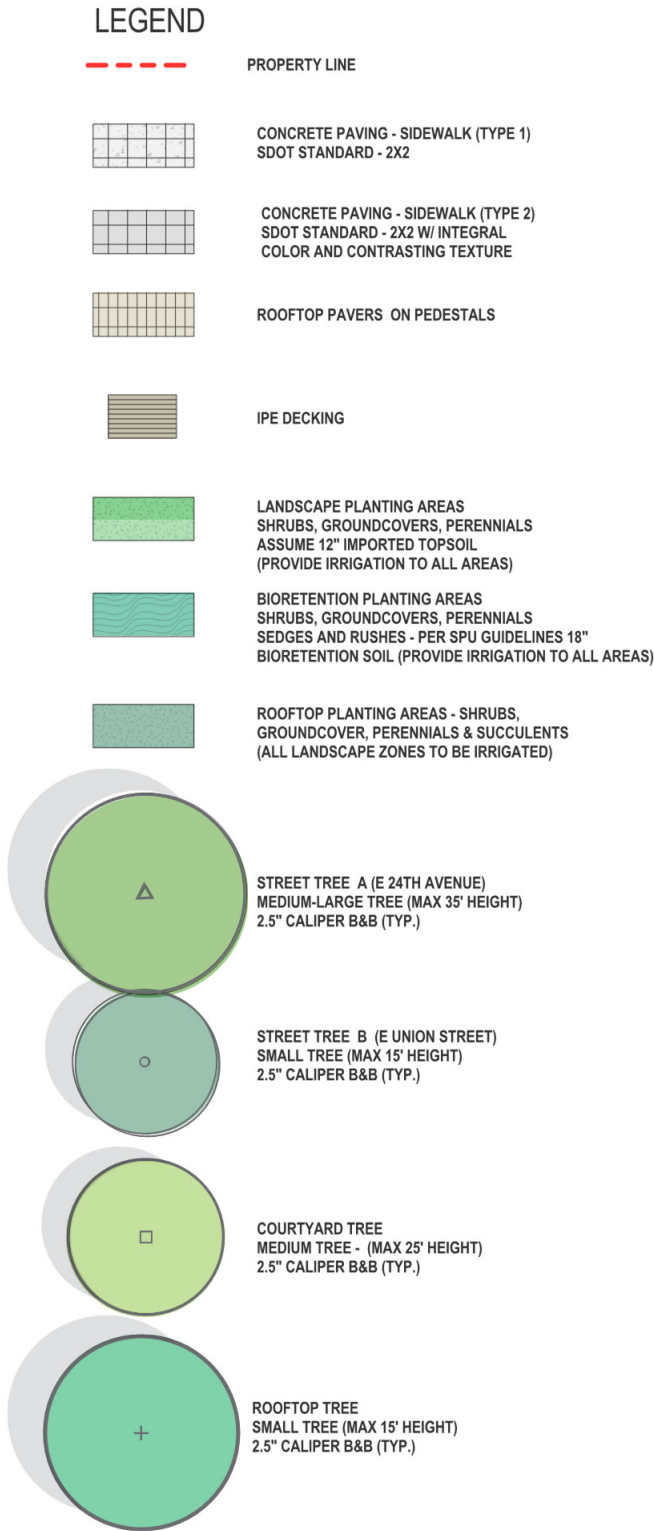 LEGEND
PROPERTY LINE
CONCRETE PAVING - SIDEWALK (TYPE 1)
SDOT STANDARD - 2X2
CONCRETE PAVING - SIDEWALK (TYPE 2)
SDOT STANDARD - 2X2 W/ INTEGRAL
COLOR AND CONTRASTING TEXTURE
ROOFTOP PAVERS ON PEDESTALS
IPE DECKING
LANDSCAPE PLANTING AREAS
SHRUBS, GROUNDCOVERS, PERENNIALS
ASSUME 12" IMPORTED TOPSOIL
(PROVIDE IRRIGATION TO ALL AREAS)
BIORETENTION PLANTING AREAS
SHRUBS, GROUNDCOVERS, PERENNIALS
SEDGES AND RUSHES - PER SPU GUIDELINES 18"
BIORETENTION SOIL (PROVIDE IRRIGATION TO ALL AREAS)
ROOFTOP PLANTING AREAS - SHRUBS,
GROUNDCOVER, PERENNIALS & SUCCULENTS
(ALL LANDSCAPE ZONES TO BE IRRIGATED)
STREET TREE A (E 24TH AVENUE)
MEDIUM-LARGE TREE (MAX 35' HEIGHT)
2.5" CALIPER B&B (TYP.)
STREET TREE B (E UNION STREET)
SMALL TREE (MAX 15' HEIGHT)
2.5" CALIPER B&B (TYP.)
COURTYARD TREE
MEDIUM TREE - (MAX 25' HEIGHT)
2.5" CALIPER B&B (TYP.)
ROOFTOP TREE
SMALL TREE (MAX 15' HEIGHT)
2.5" CALIPER B&B (TYP.)